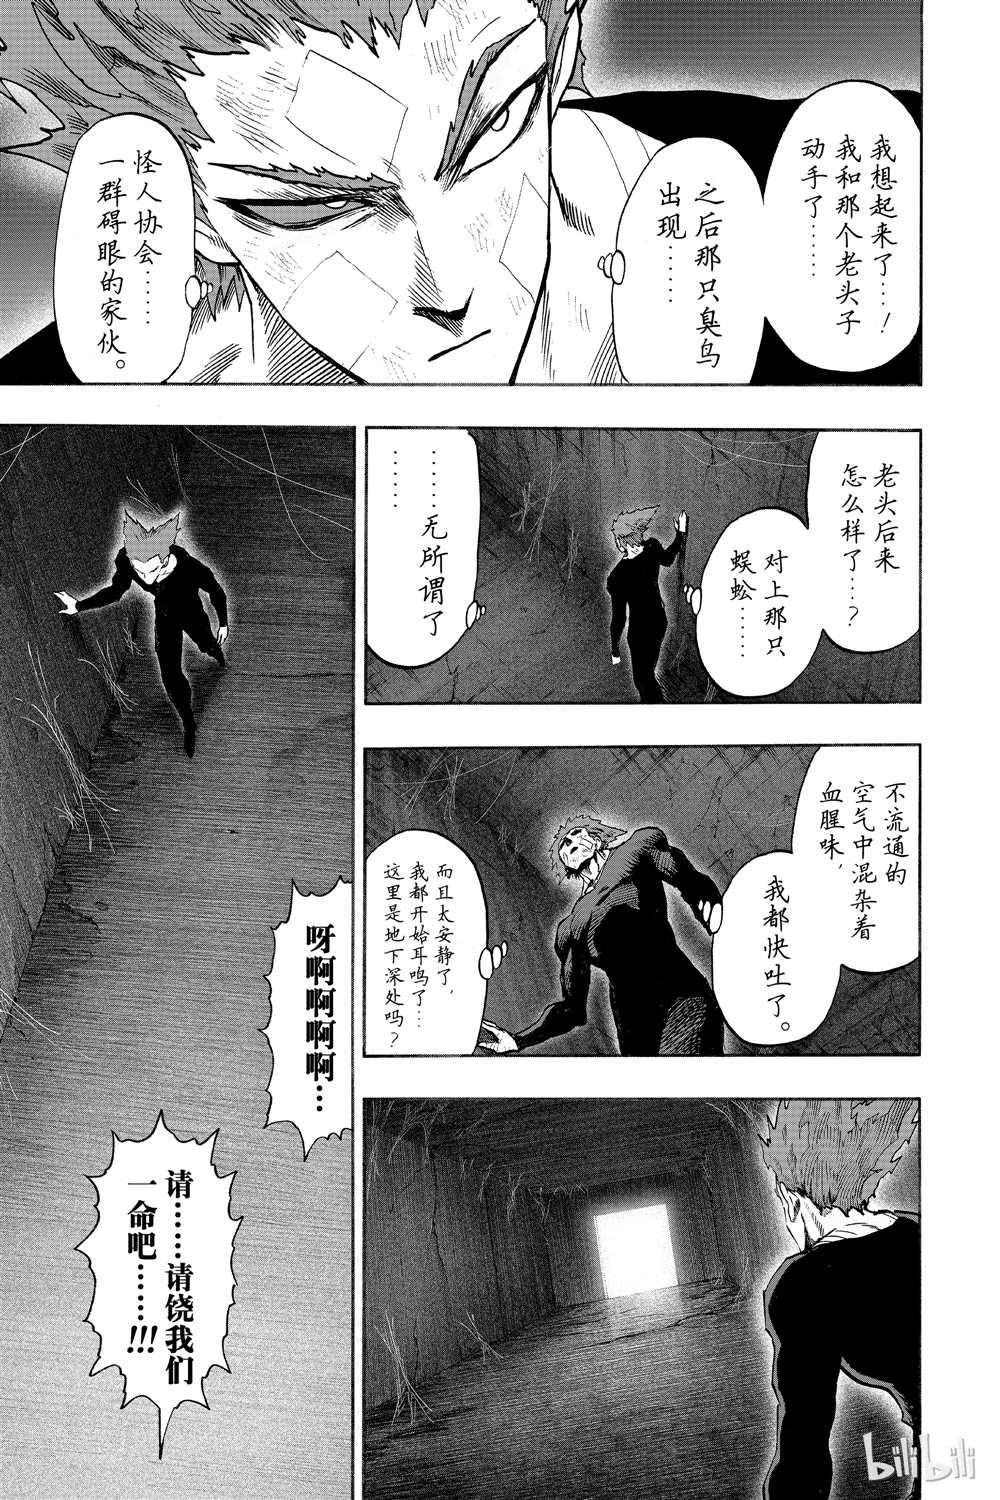 我想起来了…!
我和那个老头子
动手了……
之后那只臭鸟
出现……
怪人协会……
一群碍眼的家伙。
老头后来
怎么样了…?
对上那只
蜈蚣……
………无所谓了
………
不流通的
空气中混杂着
血腥味，
我都快吐了。
而且太安静了，
我都开始耳鸣了…
这里是地下深处吗?
呀啊啊啊啊…
请……请饶我们
一命吧……!!!
bilibili